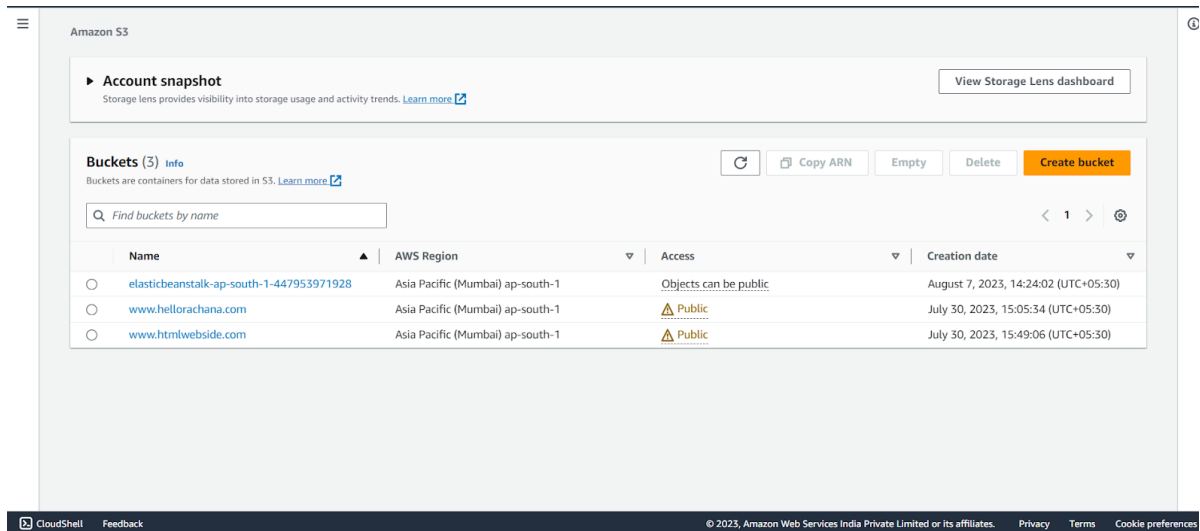 Amazon S3
Account snapshot
View Storage Lens dashboard
Storage lens provides visibility into storage usage and activity trends. Learn more
Buckets (3) Info
Copy ARN Empty Delete Create bucket
Buckets are containers for data stored in S3. Learn more
Find buckets by name
1
Name AWS Region Access Creation date
elasticbeanstalk-ap-south-1-447953971928 Asia Pacific (Mumbai) ap-south-1 Objects can be public August 7, 2023, 14:24:02 (UTC+05:30)
www.hellorachana.com Asia Pacific (Mumbai) ap-south-1 Public July 30, 2023, 15:05:34 (UTC+05:30)
www.htmlwebside.com Asia Pacific (Mumbai) ap-south-1 Public July 30, 2023, 15:49:06 (UTC+05:30)
CloudShell Feedback © 2023, Amazon Web Services India Private Limited or its affiliates. Privacy Terms Cookie preferences